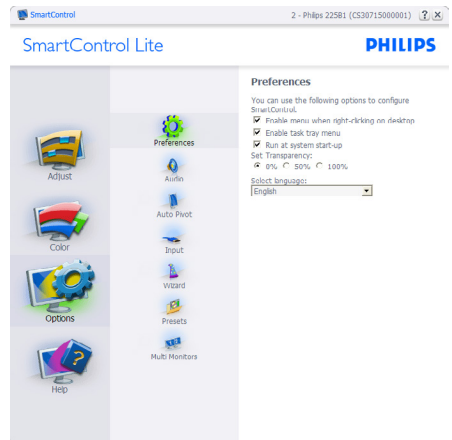 SmartControl
2 - Philips 225B1 (CS30715000001)
SmartControl Lite
PHILIPS
Adjust
Color
Options
Help
Preferences
Audio
Auto Pivot
Input
Wizard
Presets
Multi Monitors
Preferences
You can use the following options to configure
SmartControl.
Enable menu when right-clicking on desktop
Enable task tray menu
Run at system start-up
Set Transparency:
0% 50% 100%
Select language:
English